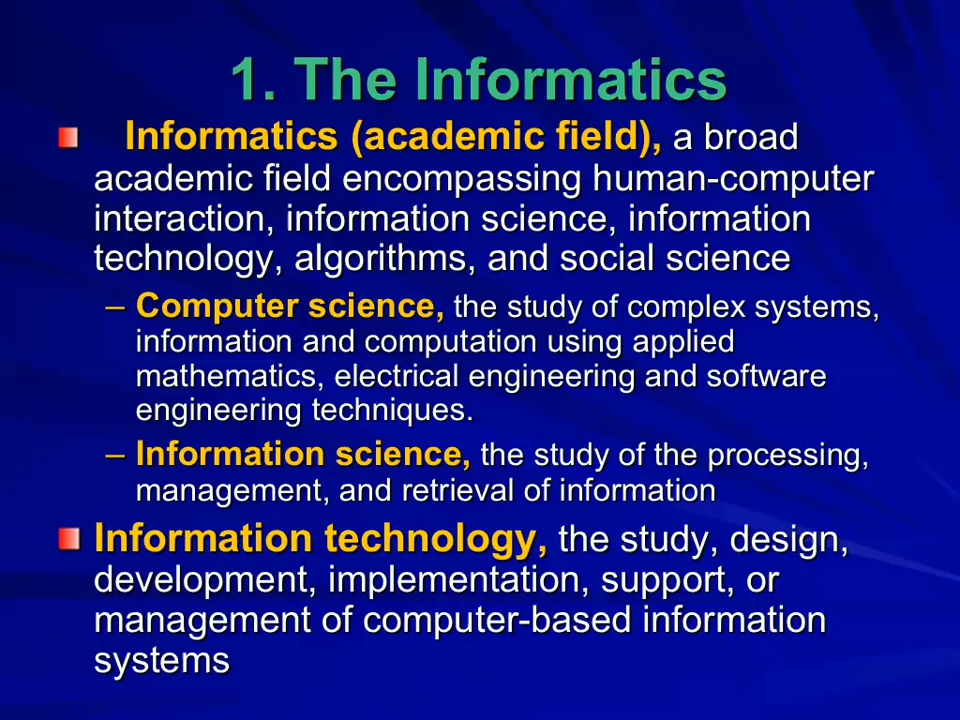 1. The Informatics
Informatics (academic field), a broad
academic field encompassing human-computer
interaction, information science, information
technology, algorithms, and social science
– Computer science, the study of complex systems,
information and computation using applied
mathematics, electrical engineering and software
engineering techniques.
– Information science, the study of the processing,
management, and retrieval of information
Information technology, the study, design,
development, implementation, support, or
management of computer-based information
systems